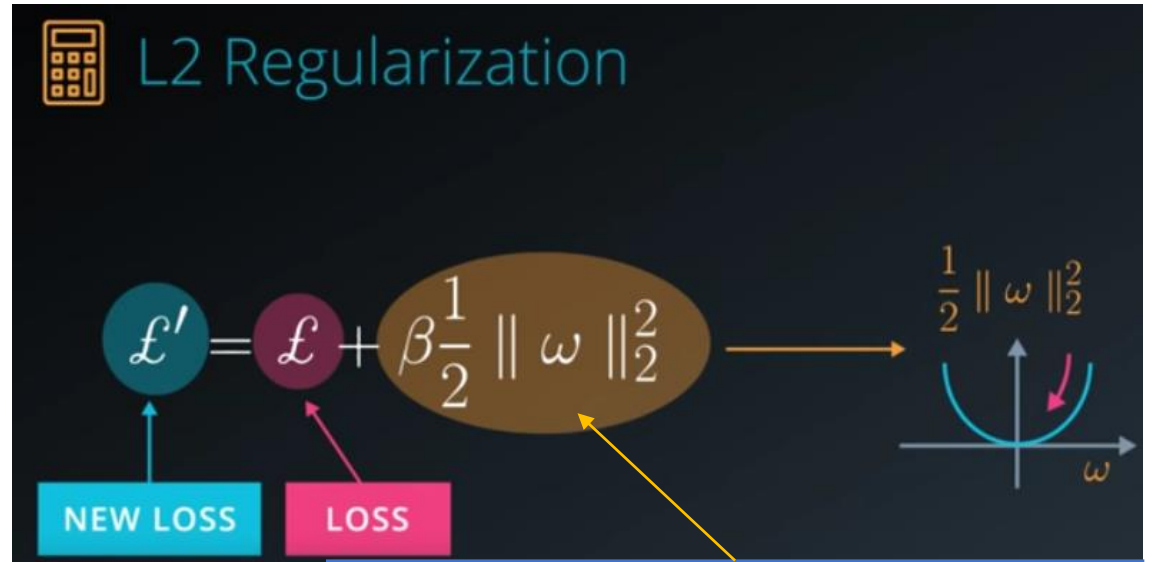 L2 Regularization
£′ = £ + β 1/2 ‖ ω ‖₂²
1/2 ‖ ω ‖₂²
ω
NEW LOSS
LOSS